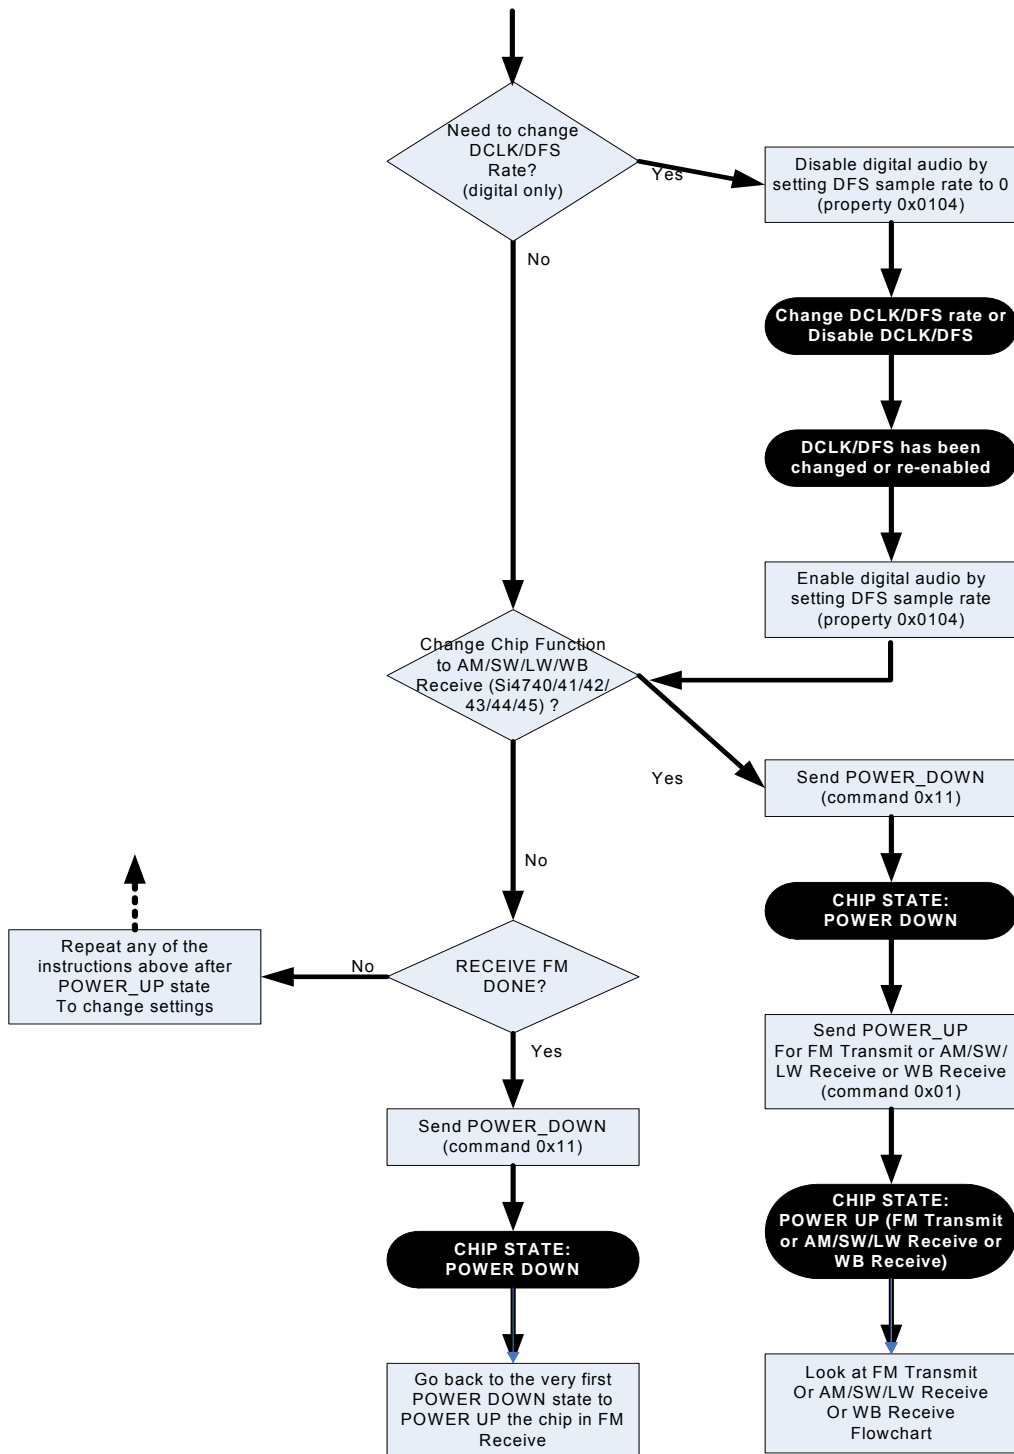 Need to change
DCLK/DFS
Rate?
(digital only)
Yes
Disable digital audio by
setting DFS sample rate to 0
(property 0x0104)
No
Change DCLK/DFS rate or
Disable DCLK/DFS
DCLK/DFS has been
changed or re-enabled
Enable digital audio by
setting DFS sample rate
(property 0x0104)
Change Chip Function
to AM/SW/LW/WB
Receive (Si4740/41/42/
43/44/45) ?
Yes
Send POWER_DOWN
(command 0x11)
No
CHIP STATE:
POWER DOWN
Repeat any of the
instructions above after
POWER_UP state
To change settings
No
RECEIVE FM
DONE?
Send POWER_UP
For FM Transmit or AM/SW/
LW Receive or WB Receive
(command 0x01)
Yes
Send POWER_DOWN
(command 0x11)
CHIP STATE:
POWER UP (FM Transmit
or AM/SW/LW Receive or
WB Receive)
CHIP STATE:
POWER DOWN
Go back to the very first
POWER DOWN state to
POWER UP the chip in FM
Receive
Look at FM Transmit
Or AM/SW/LW Receive
Or WB Receive
Flowchart